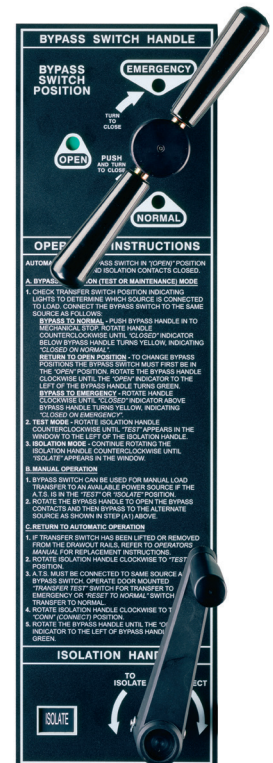 BYPASS SWITCH HANDLE
BYPASS
SWITCH
POSITION
EMERGENCY
TURN
TO
CLOSE
OPEN
PUSH
AND TURN
TO CLOSE
NORMAL
OPER INSTRUCTIONS
AUTOMA PASS SWITCH IN "(OPEN)" POSITION
ND ISOLATION CONTACTS CLOSED.
A. BYPASS ON (TEST OR MAINTENANCE) MODE
1. CHECK TRANSFER SWITCH POSITION INDICATING
LIGHTS TO DETERMINE WHICH SOURCE IS CONNECTED
TO LOAD. CONNECT THE BYPASS SWITCH TO THE SAME
SOURCE AS FOLLOWS:
BYPASS TO NORMAL - PUSH BYPASS HANDLE IN TO
MECHANICAL STOP. ROTATE HANDLE
COUNTERCLOCKWISE UNTIL "CLOSED" INDICATOR
BELOW BYPASS HANDLE TURNS YELLOW, INDICATING
"CLOSED ON NORMAL".
RETURN TO OPEN POSITION - TO CHANGE BYPASS
POSITIONS THE BYPASS SWITCH MUST FIRST BE IN
THE "OPEN" POSITION. ROTATE THE BYPASS HANDLE
CLOCKWISE UNTIL THE "OPEN" INDICATOR TO THE
LEFT OF THE BYPASS HANDLE TURNS GREEN.
BYPASS TO EMERGENCY - ROTATE HANDLE
CLOCKWISE UNTIL "CLOSED" INDICATOR ABOVE
BYPASS HANDLE TURNS YELLOW, INDICATING
"CLOSED ON EMERGENCY".
2. TEST MODE - ROTATE ISOLATION HANDLE
COUNTERCLOCKWISE UNTIL "TEST" APPEARS IN THE
WINDOW TO THE LEFT OF THE ISOLATION HANDLE.
3. ISOLATION MODE - CONTINUE ROTATING THE
ISOLATION HANDLE COUNTERCLOCKWISE UNTIL
"ISOLATE" APPEARS IN THE WINDOW.
B. MANUAL OPERATION
1. BYPASS SWITCH CAN BE USED FOR MANUAL LOAD
TRANSFER TO AN AVAILABLE POWER SOURCE IF THE
A.T.S. IS IN THE "TEST" OR "ISOLATE" POSITION.
2. ROTATE THE BYPASS HANDLE TO OPEN THE BYPASS
CONTACTS AND THEN BYPASS TO THE ALTERNATE
SOURCE AS SHOWN IN STEP (A1) ABOVE.
C. RETURN TO AUTOMATIC OPERATION
1. IF TRANSFER SWITCH HAS BEEN LIFTED OR REMOVED
FROM THE DRAWOUT RAILS, REFER TO OPERATORS
MANUAL FOR REPLACEMENT INSTRUCTIONS.
2. ROTATE ISOLATION HANDLE CLOCKWISE TO "TEST
POSITION.
3. A.T.S. MUST BE CONNECTED TO SAME SOURCE A
BYPASS SWITCH. OPERATE DOOR MOUNTED
"TRANSFER TEST" SWITCH FOR TRANSFER TO
EMERGENCY OR "RESET TO NORMAL" SWITCH
TRANSFER TO NORMAL.
4. ROTATE ISOLATION HANDLE CLOCKWISE TO T
"CONN (CONNECT) POSITION.
5. ROTATE THE BYPASS HANDLE UNTIL THE "O
INDICATOR TO THE LEFT OF BYPASS HANDL
GREEN.
ISOLATION HAND
TO
ISOLATE
ECT
ISOLATE